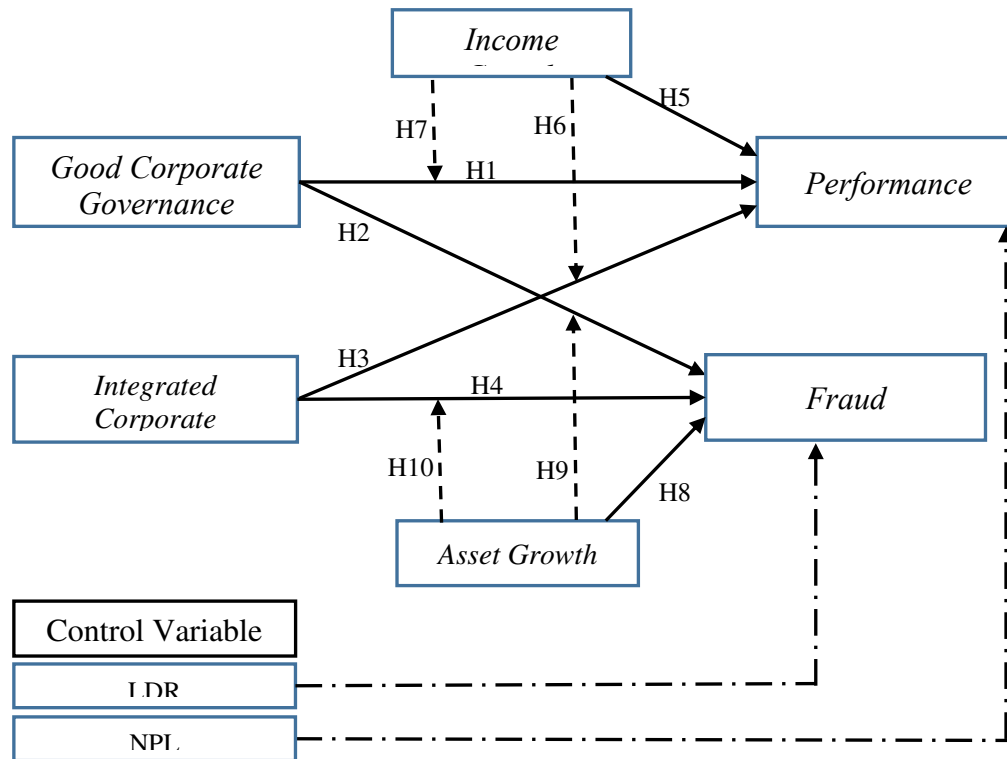 Income
H5
H7
H6
Good Corporate
Governance
H1
Performance
H2
H3
Integrated
Corporate
H4
Fraud
H10
H9
H8
Asset Growth
Control Variable
LDR
NPL